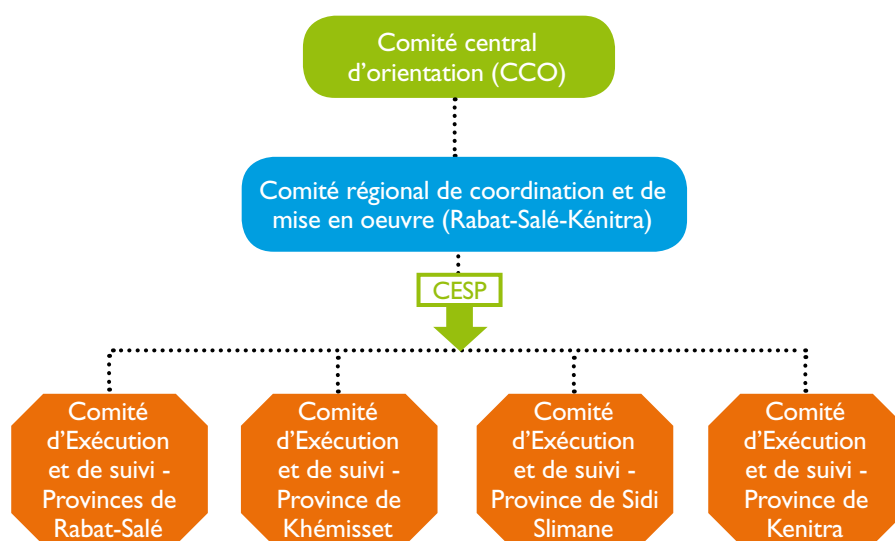 Comité central
d'orientation (CCO)
Comité régional de coordination et de
mise en oeuvre (Rabat-Salé-Kénitra)
CESP
Comité
d'Exécution
et de suivi -
Provinces de
Rabat-Salé
Comité
d'Exécution
et de suivi -
Province de
Khémisset
Comité
d'Exécution
et de suivi -
Province de Sidi
Slimane
Comité
d'Exécution
et de suivi -
Province de
Kenitra